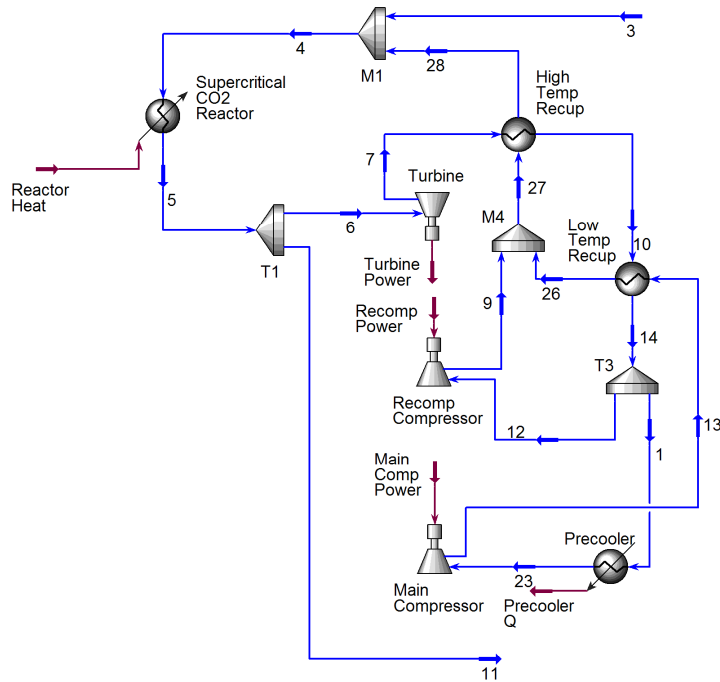 3
4
28
M1
High
Temp
Recup
Supercritical
CO2
Reactor
7
Turbine
5
Reactor
Heat
27
M4
Low
Temp
Recup
10
6
T1
Turbine
Power
26
9
Recomp
Power
14
T3
Recomp
Compressor
12
13
1
Main
Comp
Power
Precooler
23
Main
Compressor
Precooler
Q
11